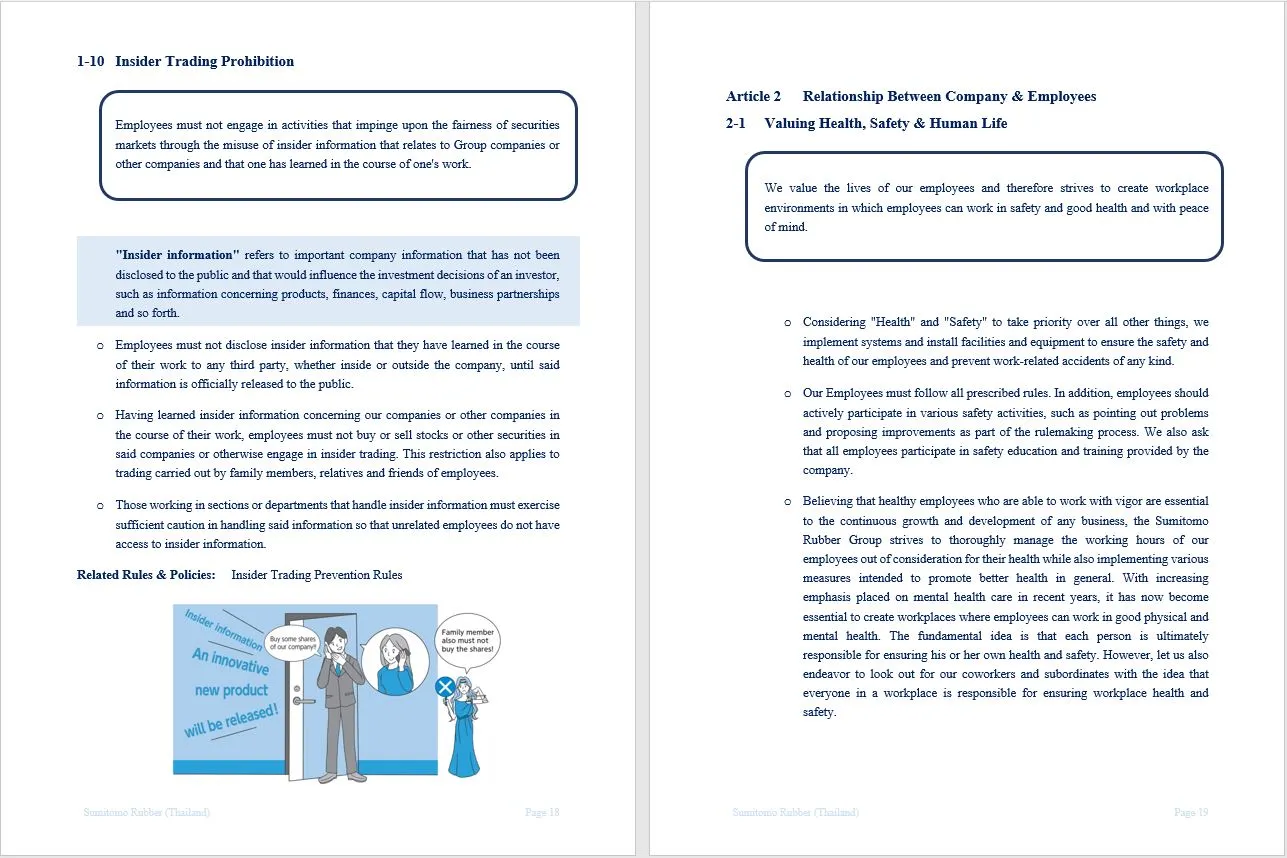 1-10 Insider Trading Prohibition
Employees must not engage in activities that impinge upon the fairness of securities
markets through the misuse of insider information that relates to Group companies or
other companies and that one has learned in the course of one's work.
"Insider information" refers to important company information that has not been
disclosed to the public and that would influence the investment decisions of an investor,
such as information concerning products, finances, capital flow, business partnerships
and so forth.
o Employees must not disclose insider information that they have learned in the course
of their work to any third party, whether inside or outside the company, until said
information is officially released to the public.
o Having learned insider information concerning our companies or other companies in
the course of their work, employees must not buy or sell stocks or other securities in
said companies or otherwise engage in insider trading. This restriction also applies to
trading carried out by family members, relatives and friends of employees.
o Those working in sections or departments that handle insider information must exercise
sufficient caution in handling said information so that unrelated employees do not have
access to insider information.
Related Rules & Policies: Insider Trading Prevention Rules
Insider information
An innovative
new product
will be released!
Buy some shares
of our company!!
Family member
also must not
buy the shares!
Sumitomo Rubber (Thailand) Page 18
Article 2 Relationship Between Company & Employees
2-1 Valuing Health, Safety & Human Life
We value the lives of our employees and therefore strives to create workplace
environments in which employees can work in safety and good health and with peace
of mind.
o Considering "Health" and "Safety" to take priority over all other things, we
implement systems and install facilities and equipment to ensure the safety and
health of our employees and prevent work-related accidents of any kind.
o Our Employees must follow all prescribed rules. In addition, employees should
actively participate in various safety activities, such as pointing out problems
and proposing improvements as part of the rulemaking process. We also ask
that all employees participate in safety education and training provided by the
company.
o Believing that healthy employees who are able to work with vigor are essential
to the continuous growth and development of any business, the Sumitomo
Rubber Group strives to thoroughly manage the working hours of our
employees out of consideration for their health while also implementing various
measures intended to promote better health in general. With increasing
emphasis placed on mental health care in recent years, it has now become
essential to create workplaces where employees can work in good physical and
mental health. The fundamental idea is that each person is ultimately
responsible for ensuring his or her own health and safety. However, let us also
endeavor to look out for our coworkers and subordinates with the idea that
everyone in a workplace is responsible for ensuring workplace health and
safety.
Sumitomo Rubber (Thailand) Page 19